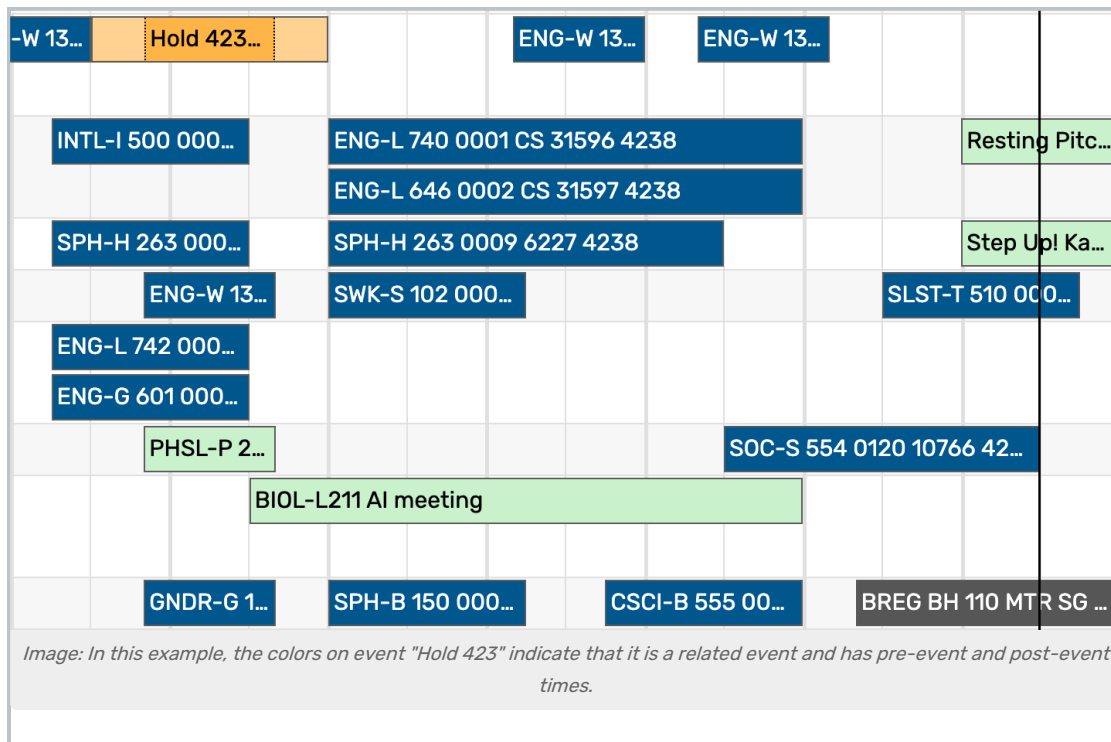 -W 13... Hold 423... ENG-W 13... ENG-W 13...
INTL-I 500 000... ENG-L 740 0001 CS 31596 4238 Resting Pitc...
ENG-L 646 0002 CS 31597 4238
SPH-H 263 000... SPH-H 263 0009 6227 4238 Step Up! Ka...
ENG-W 13... SWK-S 102 000... SLST-T 510 000...
ENG-L 742 000...
ENG-G 601 000...
PHSL-P 2... SOC-S 554 0120 10766 42...
BIOL-L211 AI meeting
GNDR-G 1... SPH-B 150 000... CSCI-B 555 00... BREG BH 110 MTR SG ...
Image: In this example, the colors on event "Hold 423" indicate that it is a related event and has pre-event and post-event
times.